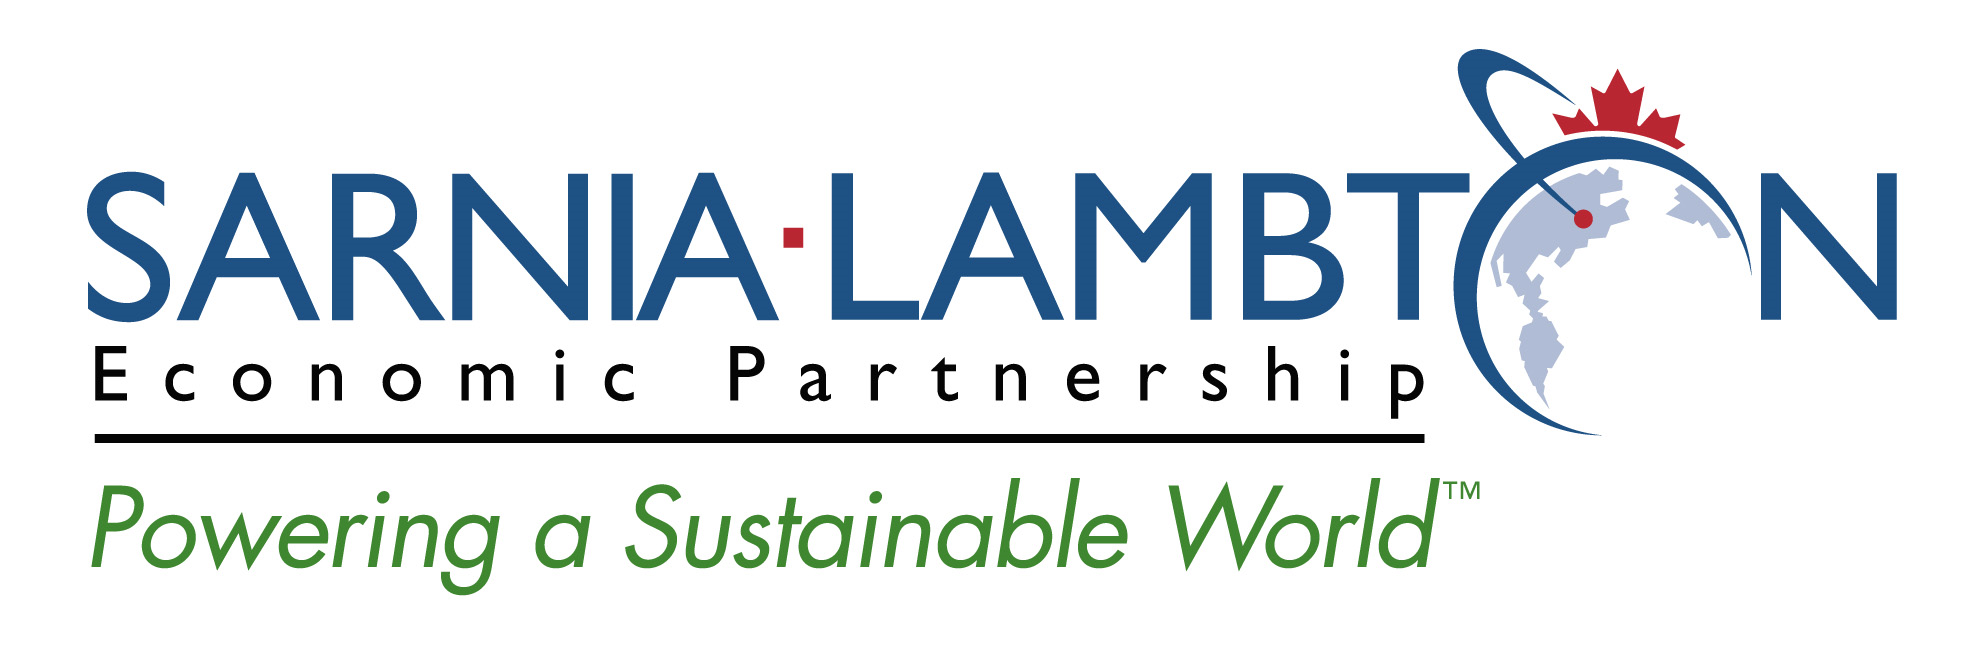 SARNIA·LAMBTON
Economic Partnership
Powering a Sustainable World™